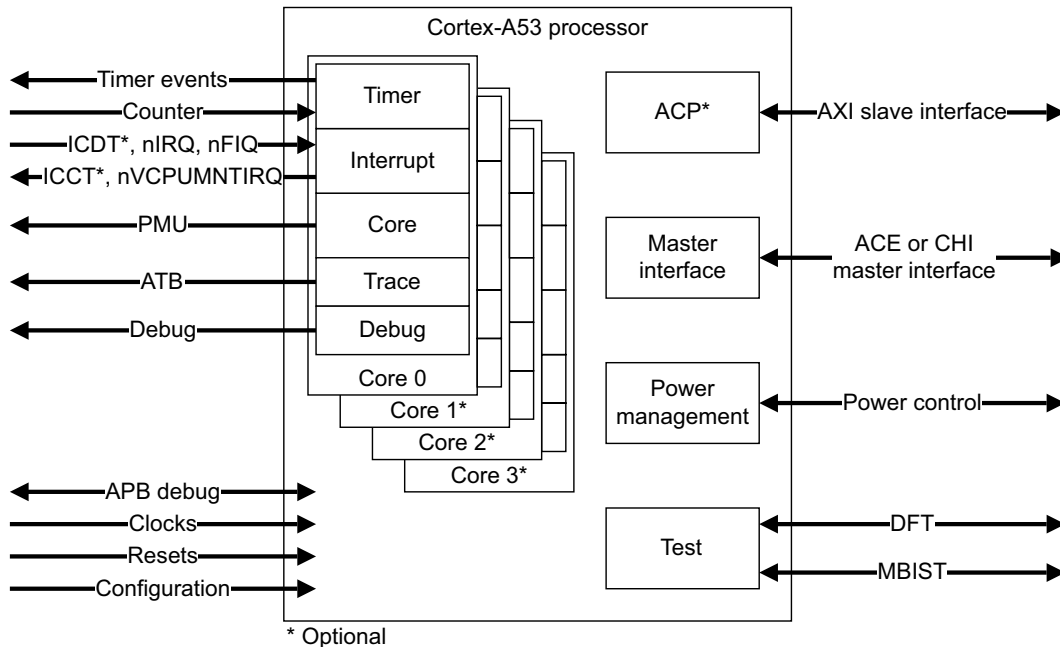 Cortex-A53 processor
Timer events
Counter
ICDT*, nIRQ, nFIQ
ICCT*, nVCPUMNTIRQ
PMU
ATB
Debug
Timer
Interrupt
Core
Trace
Debug
Core 0
Core 1*
Core 2*
Core 3*
APB debug
Clocks
Resets
Configuration
ACP*
AXI slave interface
Master
interface
ACE or CHI
master interface
Power
management
Power control
Test
DFT
MBIST
* Optional